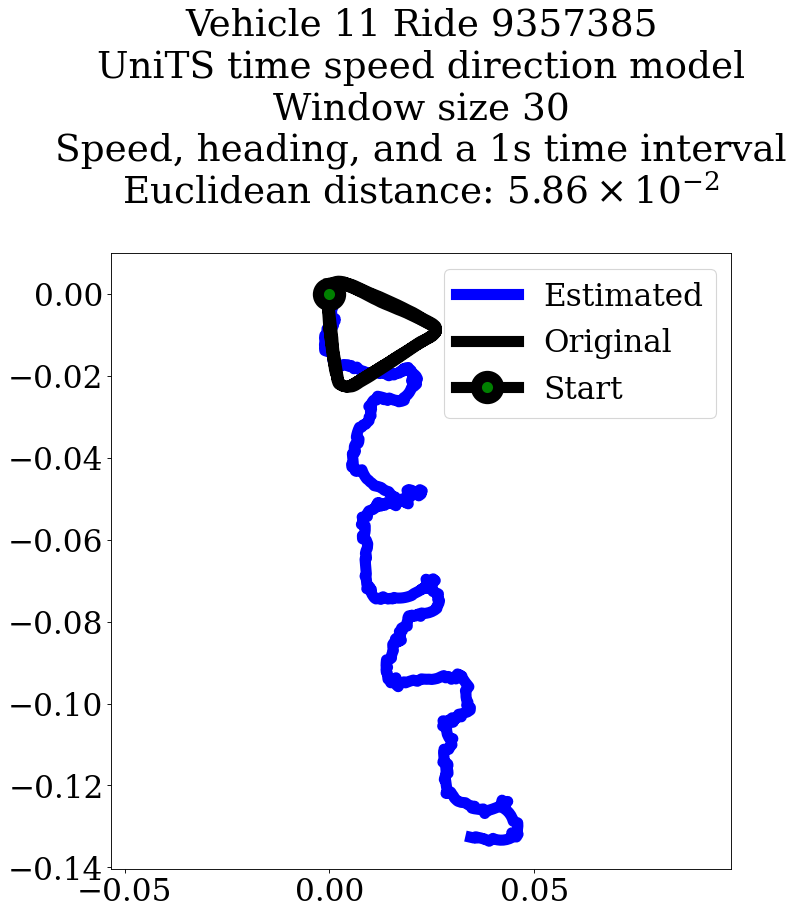 Vehicle 11 Ride 9357385
UniTS time speed direction model
Window size 30
Speed, heading, and a 1s time interval
Euclidean distance: 5.86 × 10⁻²
Estimated
Original
Start
0.00
−0.02
−0.04
−0.06
−0.08
−0.10
−0.12
−0.14
−0.05
0.00
0.05